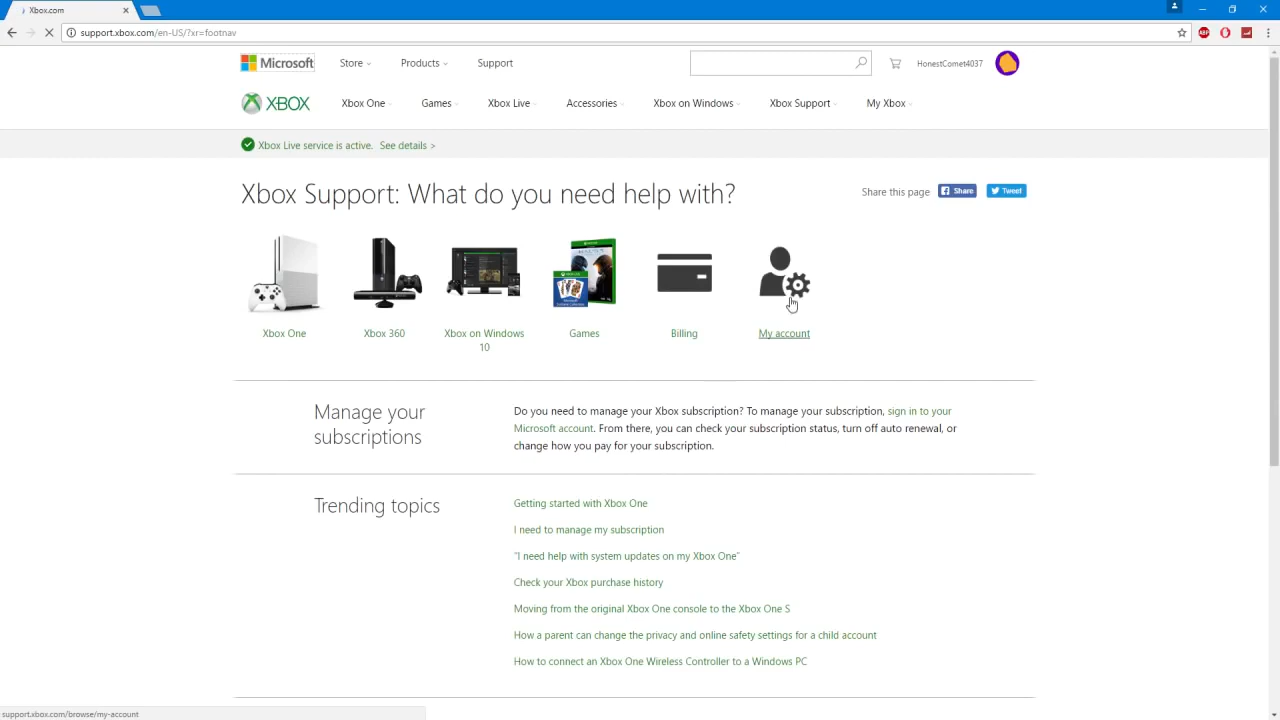 Xbox.com
support.xbox.com/en-US/?xr=footnav
ABP
Microsoft
Store
Products
Support
HonestComet4037
XBOX
Xbox One
Games
Xbox Live
Accessories
Xbox on Windows
Xbox Support
My Xbox
Xbox Live service is active. See details >
Xbox Support: What do you need help with?
Share this page
Share
Tweet
Xbox One
Xbox 360
Xbox on Windows
10
Games
Billing
My account
Manage your
subscriptions
Do you need to manage your Xbox subscription? To manage your subscription, sign in to your
Microsoft account. From there, you can check your subscription status, turn off auto renewal, or
change how you pay for your subscription.
Trending topics
Getting started with Xbox One
I need to manage my subscription
"I need help with system updates on my Xbox One"
Check your Xbox purchase history
Moving from the original Xbox One console to the Xbox One S
How a parent can change the privacy and online safety settings for a child account
How to connect an Xbox One Wireless Controller to a Windows PC
support.xbox.com/browse/my-account